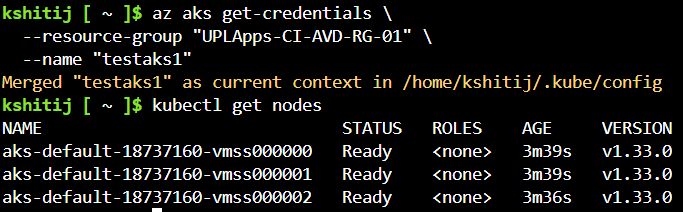 kshitij [ ~ ]$ az aks get-credentials \
  --resource-group "UPLApps-CI-AVD-RG-01" \
  --name "testaks1"
Merged "testaks1" as current context in /home/kshitij/.kube/config
kshitij [ ~ ]$ kubectl get nodes
NAME                              STATUS   ROLES    AGE     VERSION
aks-default-18737160-vmss000000   Ready    <none>   3m39s   v1.33.0
aks-default-18737160-vmss000001   Ready    <none>   3m39s   v1.33.0
aks-default-18737160-vmss000002   Ready    <none>   3m36s   v1.33.0